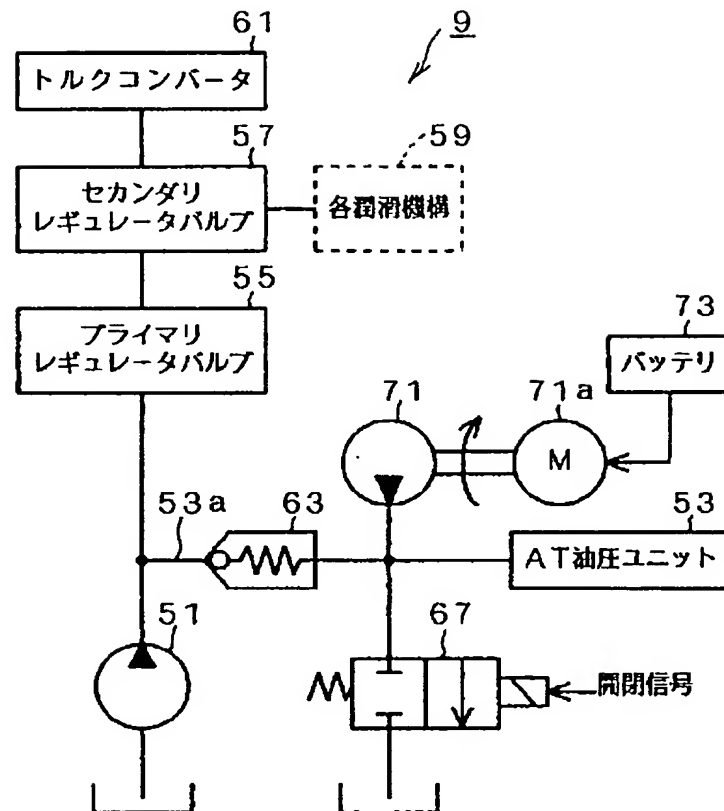 61
9
トルクコンバータ
57
59
セカンダリ
レギュレータバルブ
各潤滑機構
55
73
プライマリ
レギュレータバルブ
バッテリ
71
71a
M
53a
63
53
AT油圧ユニット
51
67
開閉信号